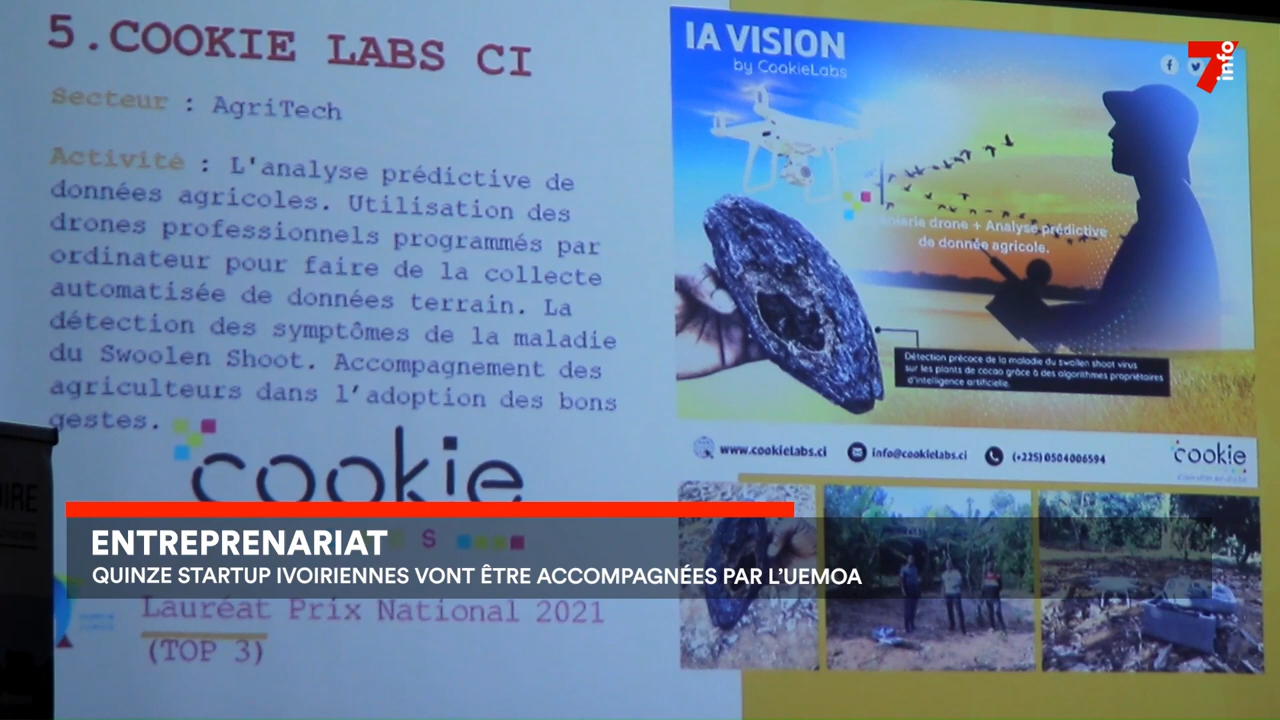 5.COOKIE LABS CI
Secteur : AgriTech
Activité : L'analyse prédictive de
données agricoles. Utilisation des
drones professionnels programmés par
ordinateur pour faire de la collecte
automatisée de données terrain. La
détection des symptômes de la maladie
du Swoolen Shoot. Accompagnement des
agriculteurs dans l’adoption des bons
gestes.
cookie
S
Lauréat Prix National 2021
(TOP 3)
IA VISION
by CookieLabs
7 info
drone + Analyse prédictive
de donnée agricole.
Détection précoce de la maladie du swollen shoot virus
sur les plants de cacao grâce à des algorithmes propriétaires
d'intelligence artificielle.
www.cookielabs.ci
info@cookielabs.ci
(+225) 0504006594
cookie
OIRE
ENTREPRENARIAT
QUINZE STARTUP IVOIRIENNES VONT ÊTRE ACCOMPAGNÉES PAR L’UEMOA